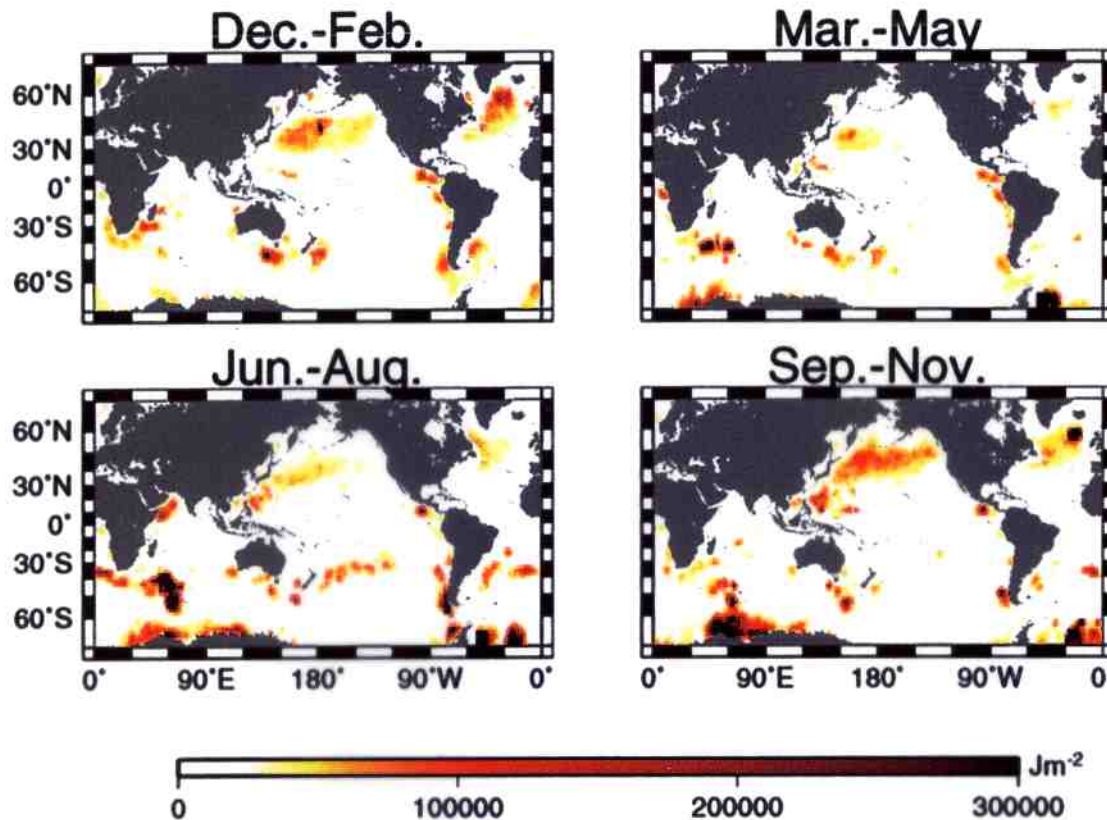 Dec.-Feb. Mar.-May
60°N
30°N
0°
30°S
60°S
Jun.-Aug. Sep.-Nov.
60°N
30°N
0°
30°S
60°S
0° 90°E 180° 90°W 0° 0° 90°E 180° 90°W 0°
Jm-2
0 100000 200000 300000